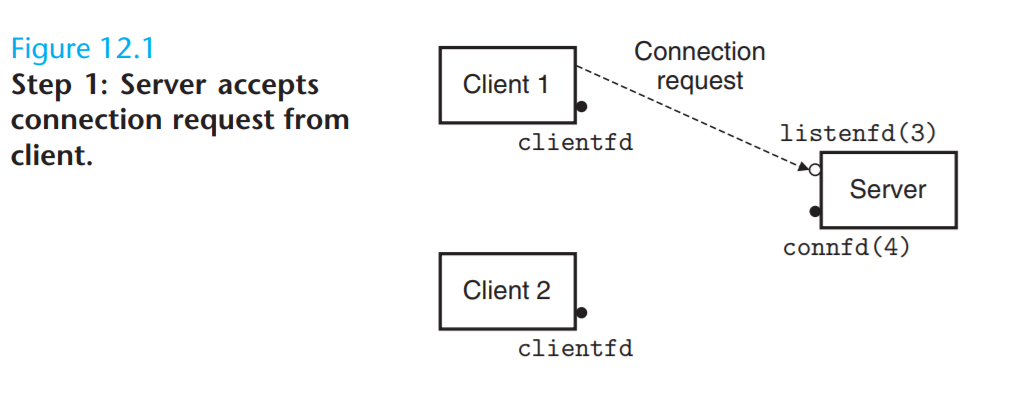 Figure 12.1
Step 1: Server accepts
connection request from
client.
Connection
request
Client 1
clientfd
listenfd(3)
Server
connfd(4)
Client 2
clientfd